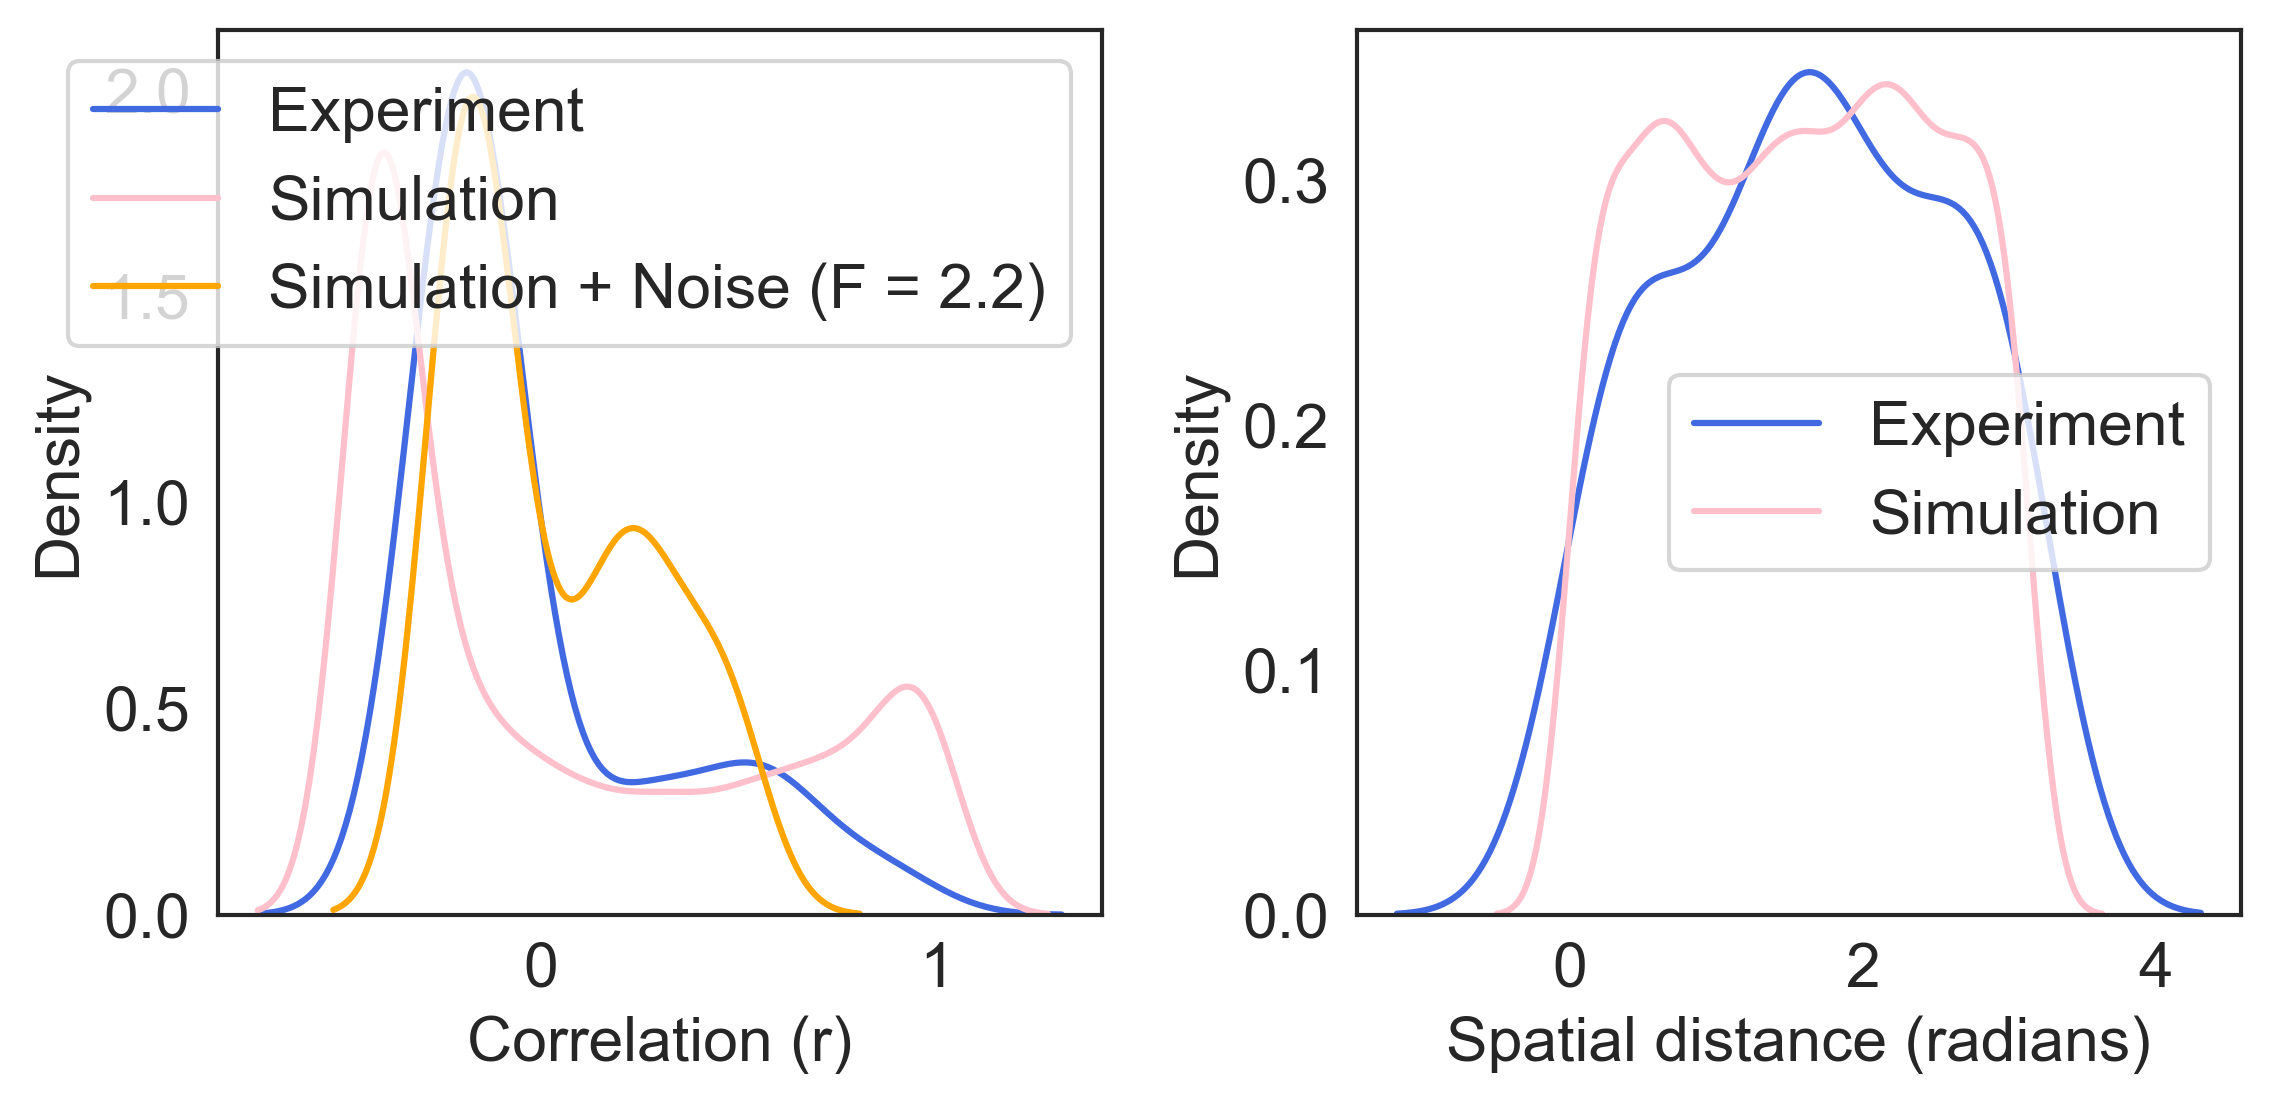 2.0
1.5
1.0
0.5
0.0
Density
Experiment
Simulation
Simulation + Noise (F = 2.2)
0 1
Correlation (r)
0.3
0.2
0.1
0.0
Density
Experiment
Simulation
0 2 4
Spatial distance (radians)